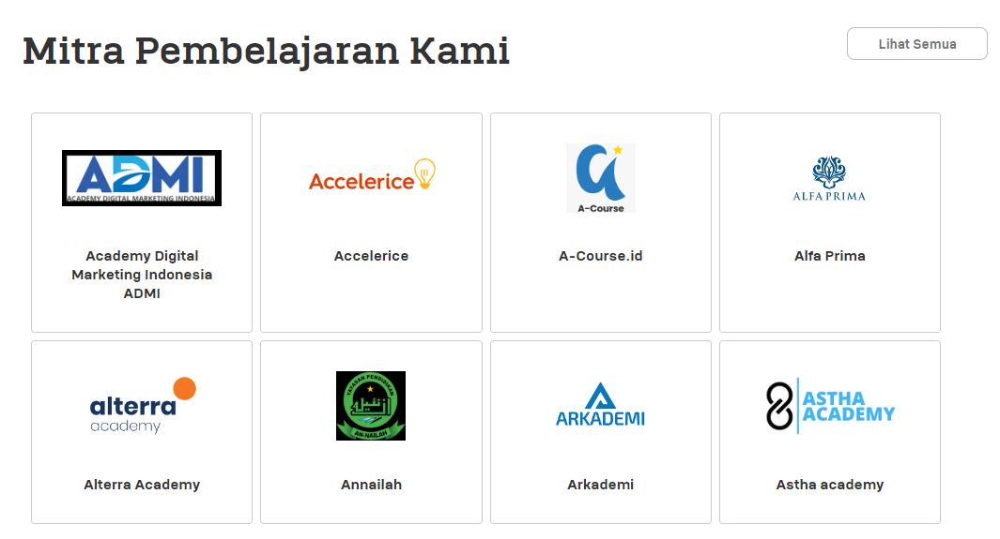 Mitra Pembelajaran Kami
Lihat Semua
ADMI
ACADEMY DIGITAL MARKETING INDONESIA
Accelerice
A-Course
ALFA PRIMA
Academy Digital
Marketing Indonesia
ADMI
Accelerice
A-Course.id
Alfa Prima
alterra
academy
YAYASAN PENDIDIKAN
AN-NAILAH
ARKADEMI
ASTHA
ACADEMY
Alterra Academy
Annailah
Arkademi
Astha academy